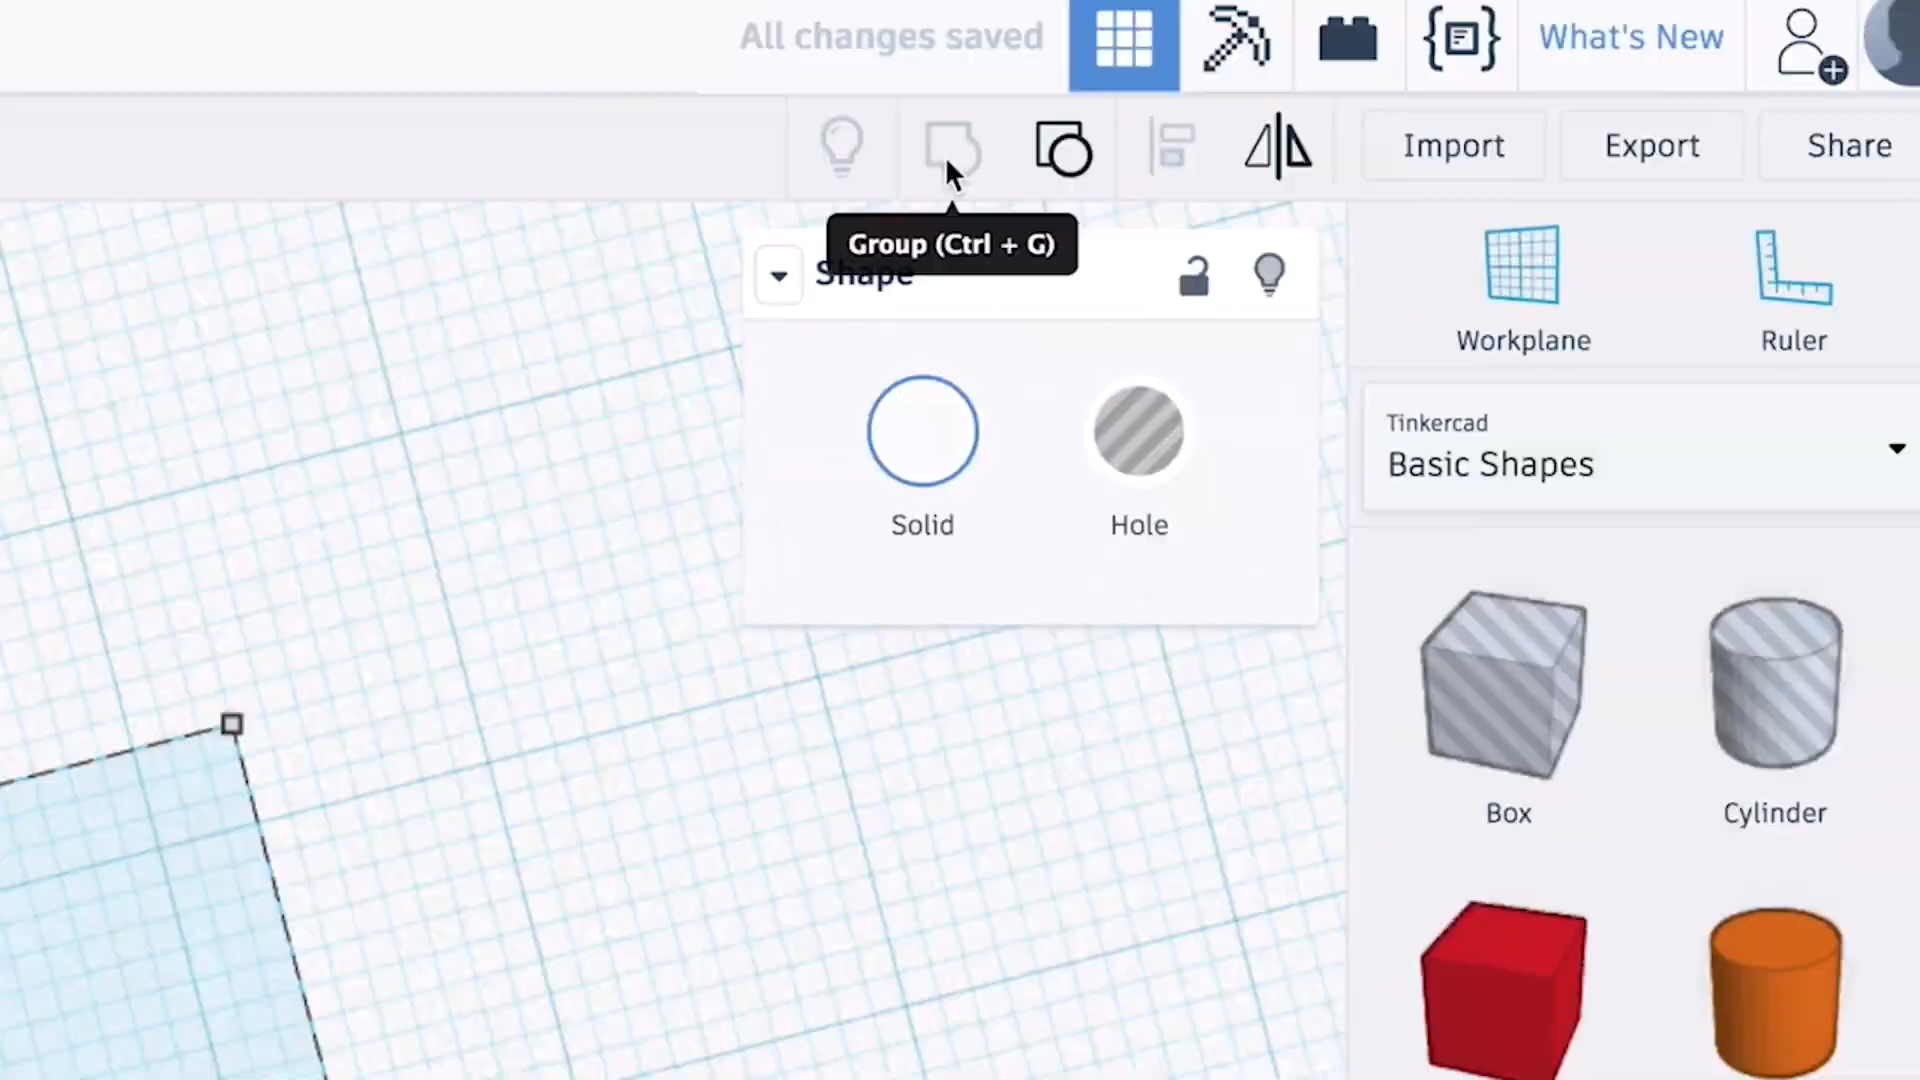 All changes saved
What's New
Import
Export
Share
Group (Ctrl + G)
Shape
Solid
Hole
Workplane
Ruler
Tinkercad
Basic Shapes
Box
Cylinder